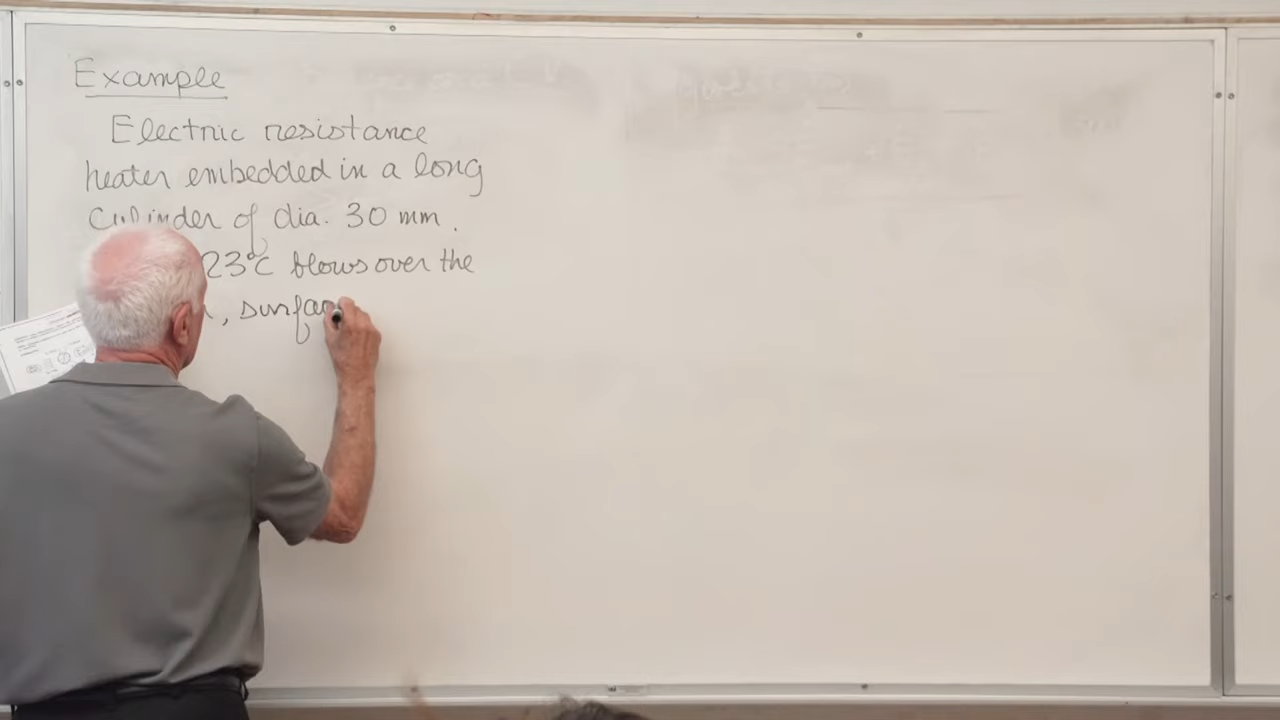 Example
Electric resistance
heater embedded in a long
Cylinder of dia. 30 mm.
23°C blows over the
, surfa